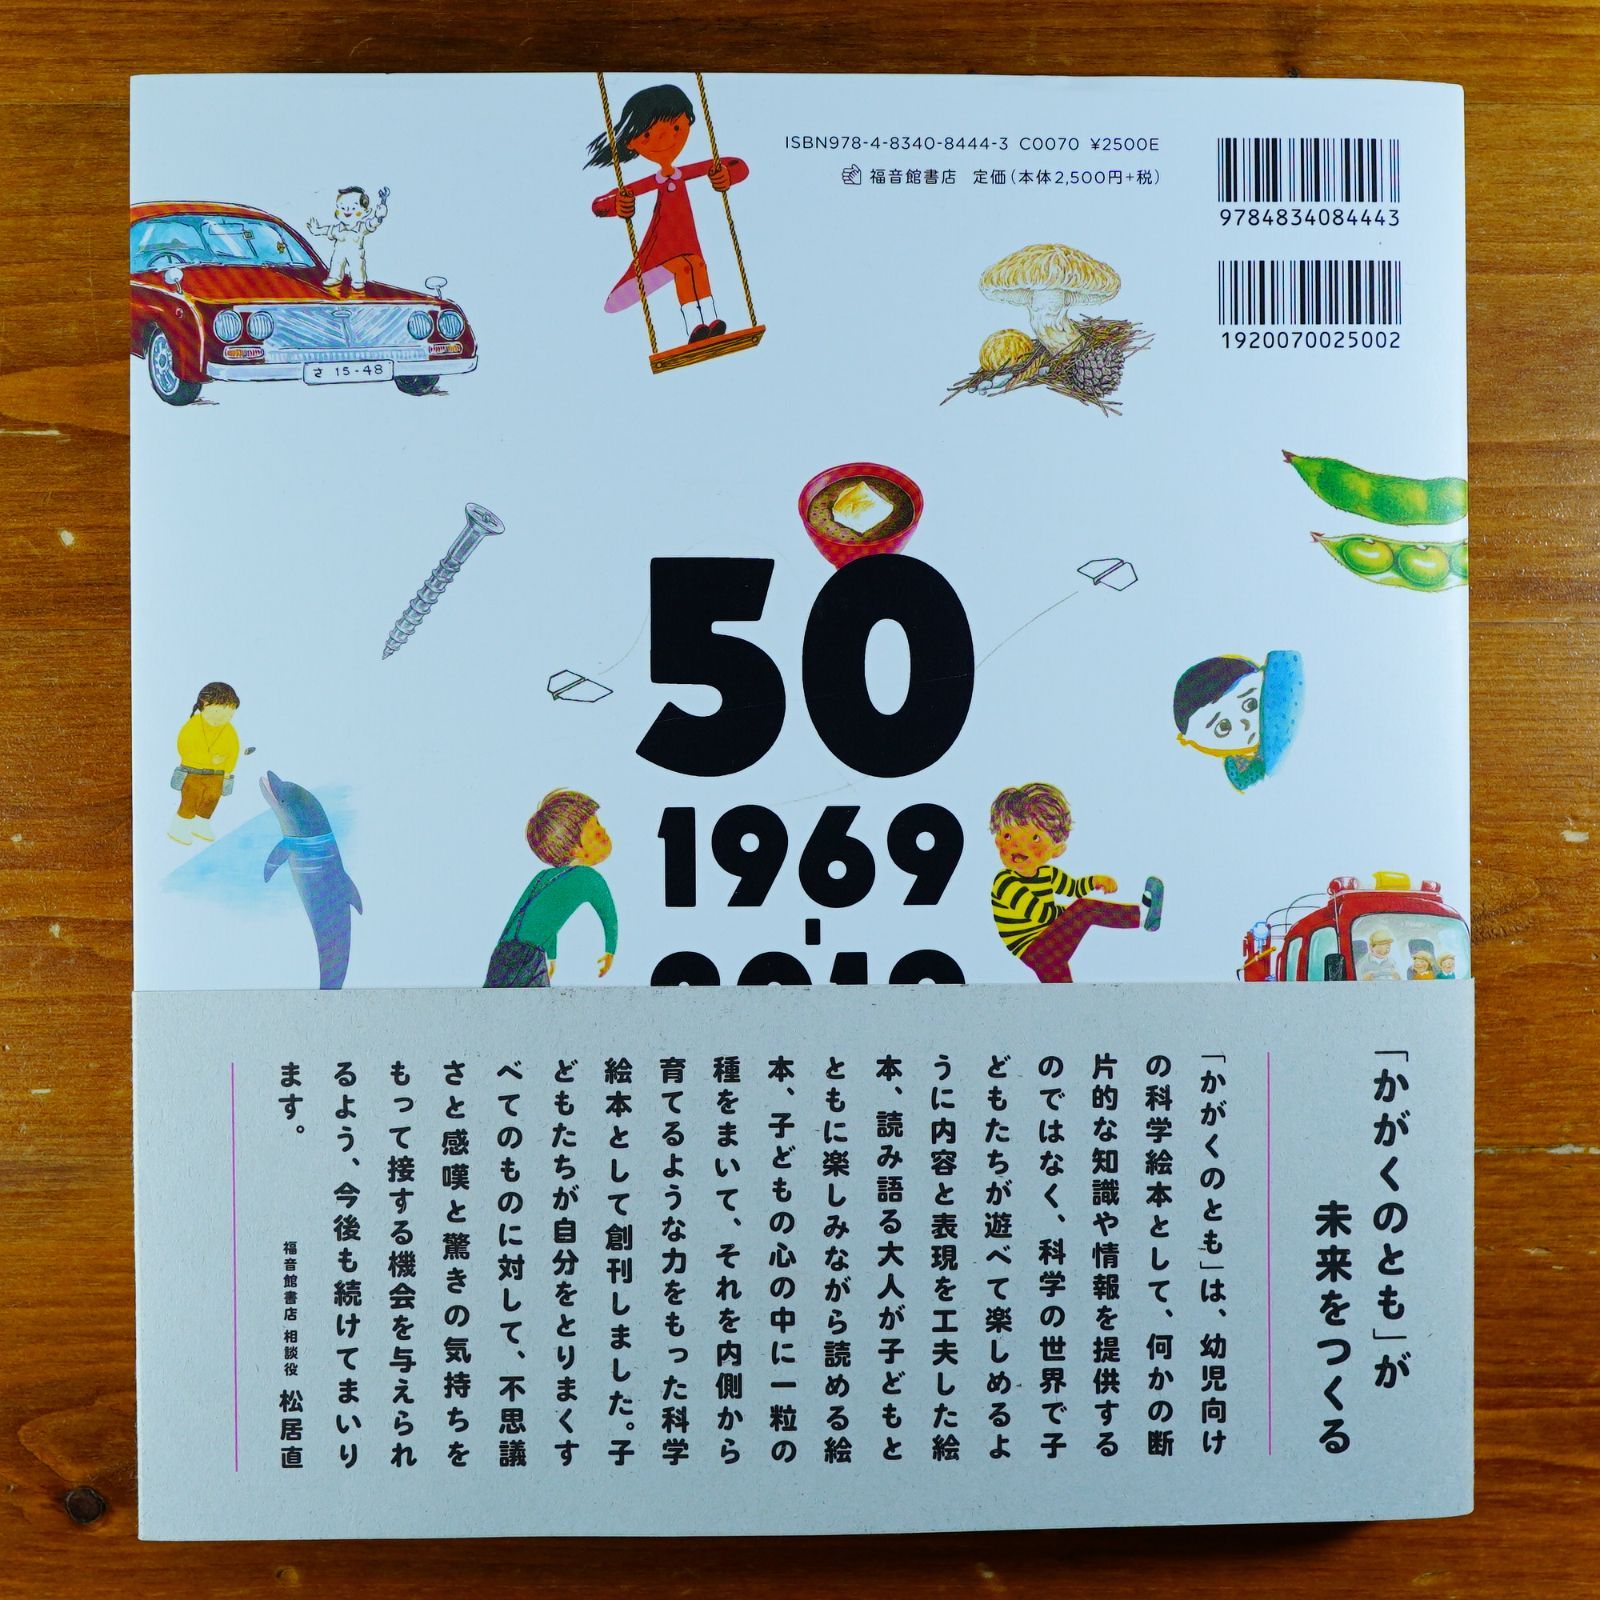 ISBN978-4-8340-8444-3 C0070 ¥2500E
福音館書店 定価(本体2,500円+税)
9784834084443
1920070025002
さ 15-48
50
1969
-
「かがくのとも」が
未来をつくる
「かがくのとも」は、幼児向け
の科学絵本として、何かの断
片的な知識や情報を提供する
のではなく、科学の世界で子
どもたちが遊べて楽しめるよ
うに内容と表現を工夫した絵
本、読み語る大人が子どもと
ともに楽しみながら読める絵
本、子どもの心の中に一粒の
種をまいて、それを内側から
育てるような力をもった科学
絵本として創刊しました。子
どもたちが自分をとりまくす
べてのものに対して、不思議
さと感嘆と驚きの気持ちを
もって接する機会を与えられ
るよう、今後も続けてまいり
ます。
福音館書店 相談役 松居直